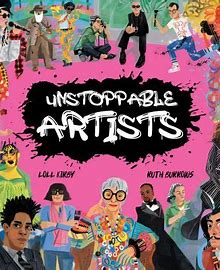 UNSTOPPABLE
ARTISTS
LOLL KIRBY
RUTH BURROWS